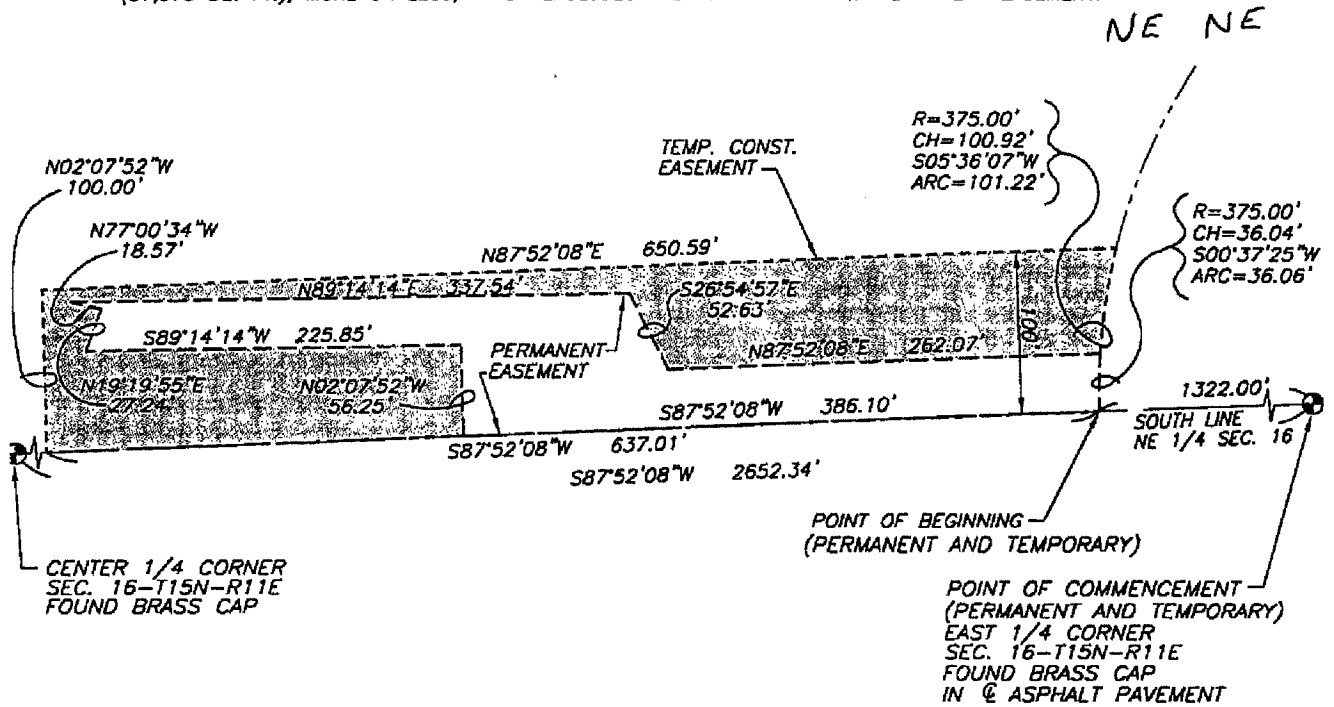 NE NE
R=375.00'
CH=100.92'
S05°36'07"W
ARC=101.22'
TEMP. CONST.
EASEMENT
N02°07'52"W
100.00'
R=375.00'
CH=36.04'
S00°37'25"W
ARC=36.06'
N77°00'34"W
18.57'
N87°52'08"E 650.59'
N89°14'14"E 337.54'
S26°54'57"E
52.63'
100'
S89°14'14"W 225.85'
PERMANENT
EASEMENT
N87°52'08"E 262.07'
N19°19'55"E
27.24'
N02°07'52"W
56.25'
1322.00'
S87°52'08"W 386.10'
SOUTH LINE
NE 1/4 SEC. 16
S87°52'08"W 637.01'
S87°52'08"W 2652.34'
POINT OF BEGINNING
(PERMANENT AND TEMPORARY)
CENTER 1/4 CORNER
SEC. 16-T15N-R11E
FOUND BRASS CAP
POINT OF COMMENCEMENT
(PERMANENT AND TEMPORARY)
EAST 1/4 CORNER
SEC. 16-T15N-R11E
FOUND BRASS CAP
IN ℄ ASPHALT PAVEMENT